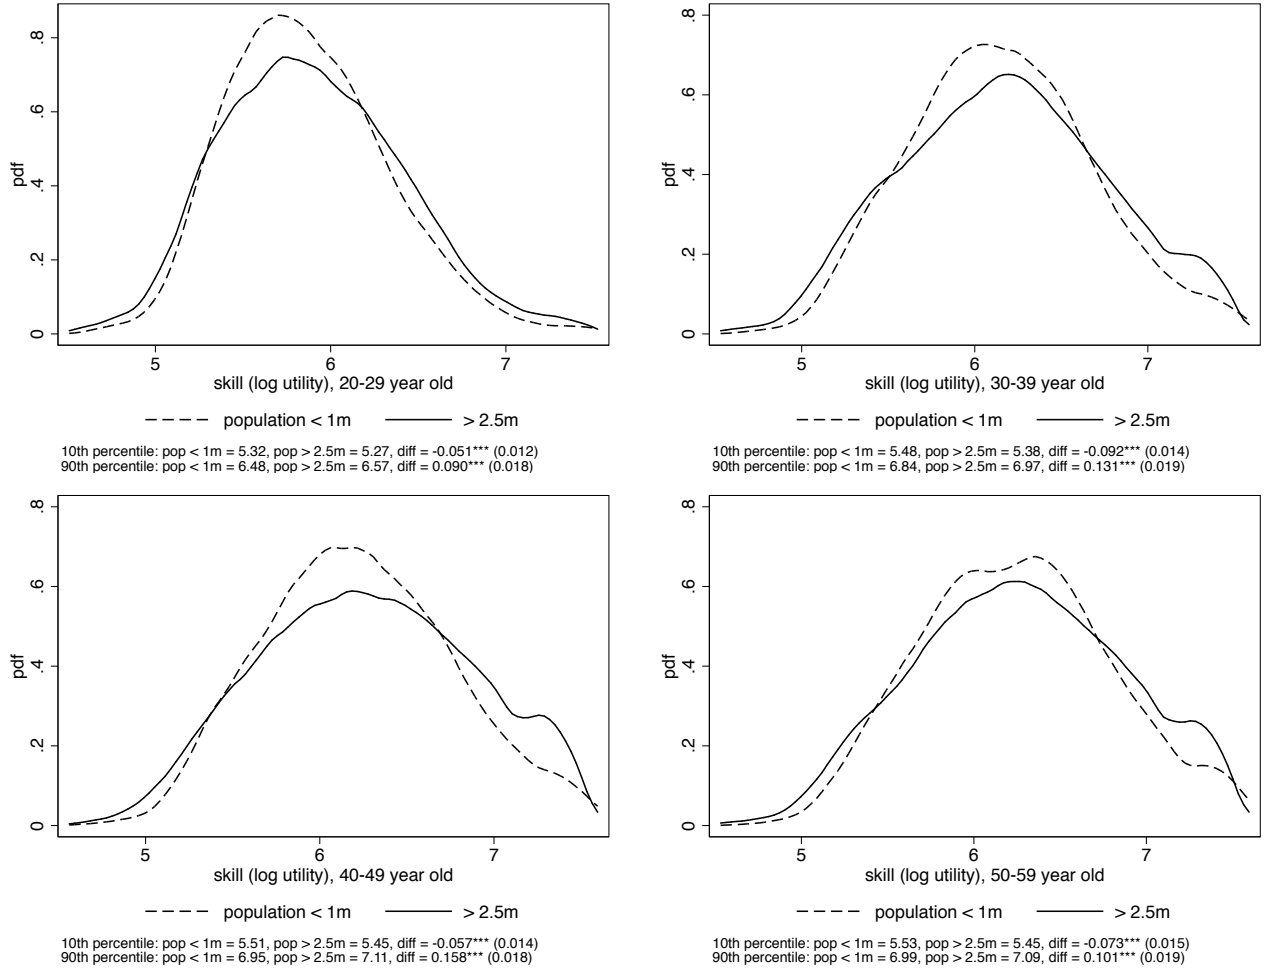 .8
.6
.4
.2
0
pdf
5 6 7
skill (log utility), 20-29 year old
population < 1m > 2.5m
10th percentile: pop < 1m = 5.32, pop > 2.5m = 5.27, diff = -0.051*** (0.012)
90th percentile: pop < 1m = 6.48, pop > 2.5m = 6.57, diff = 0.090*** (0.018)
.8
.6
.4
.2
0
pdf
5 6 7
skill (log utility), 30-39 year old
population < 1m > 2.5m
10th percentile: pop < 1m = 5.48, pop > 2.5m = 5.38, diff = -0.092*** (0.014)
90th percentile: pop < 1m = 6.84, pop > 2.5m = 6.97, diff = 0.131*** (0.019)
.8
.6
.4
.2
0
pdf
5 6 7
skill (log utility), 40-49 year old
population < 1m > 2.5m
10th percentile: pop < 1m = 5.51, pop > 2.5m = 5.45, diff = -0.057*** (0.014)
90th percentile: pop < 1m = 6.95, pop > 2.5m = 7.11, diff = 0.158*** (0.018)
.8
.6
.4
.2
0
pdf
5 6 7
skill (log utility), 50-59 year old
population < 1m > 2.5m
10th percentile: pop < 1m = 5.53, pop > 2.5m = 5.45, diff = -0.073*** (0.015)
90th percentile: pop < 1m = 6.99, pop > 2.5m = 7.09, diff = 0.101*** (0.019)